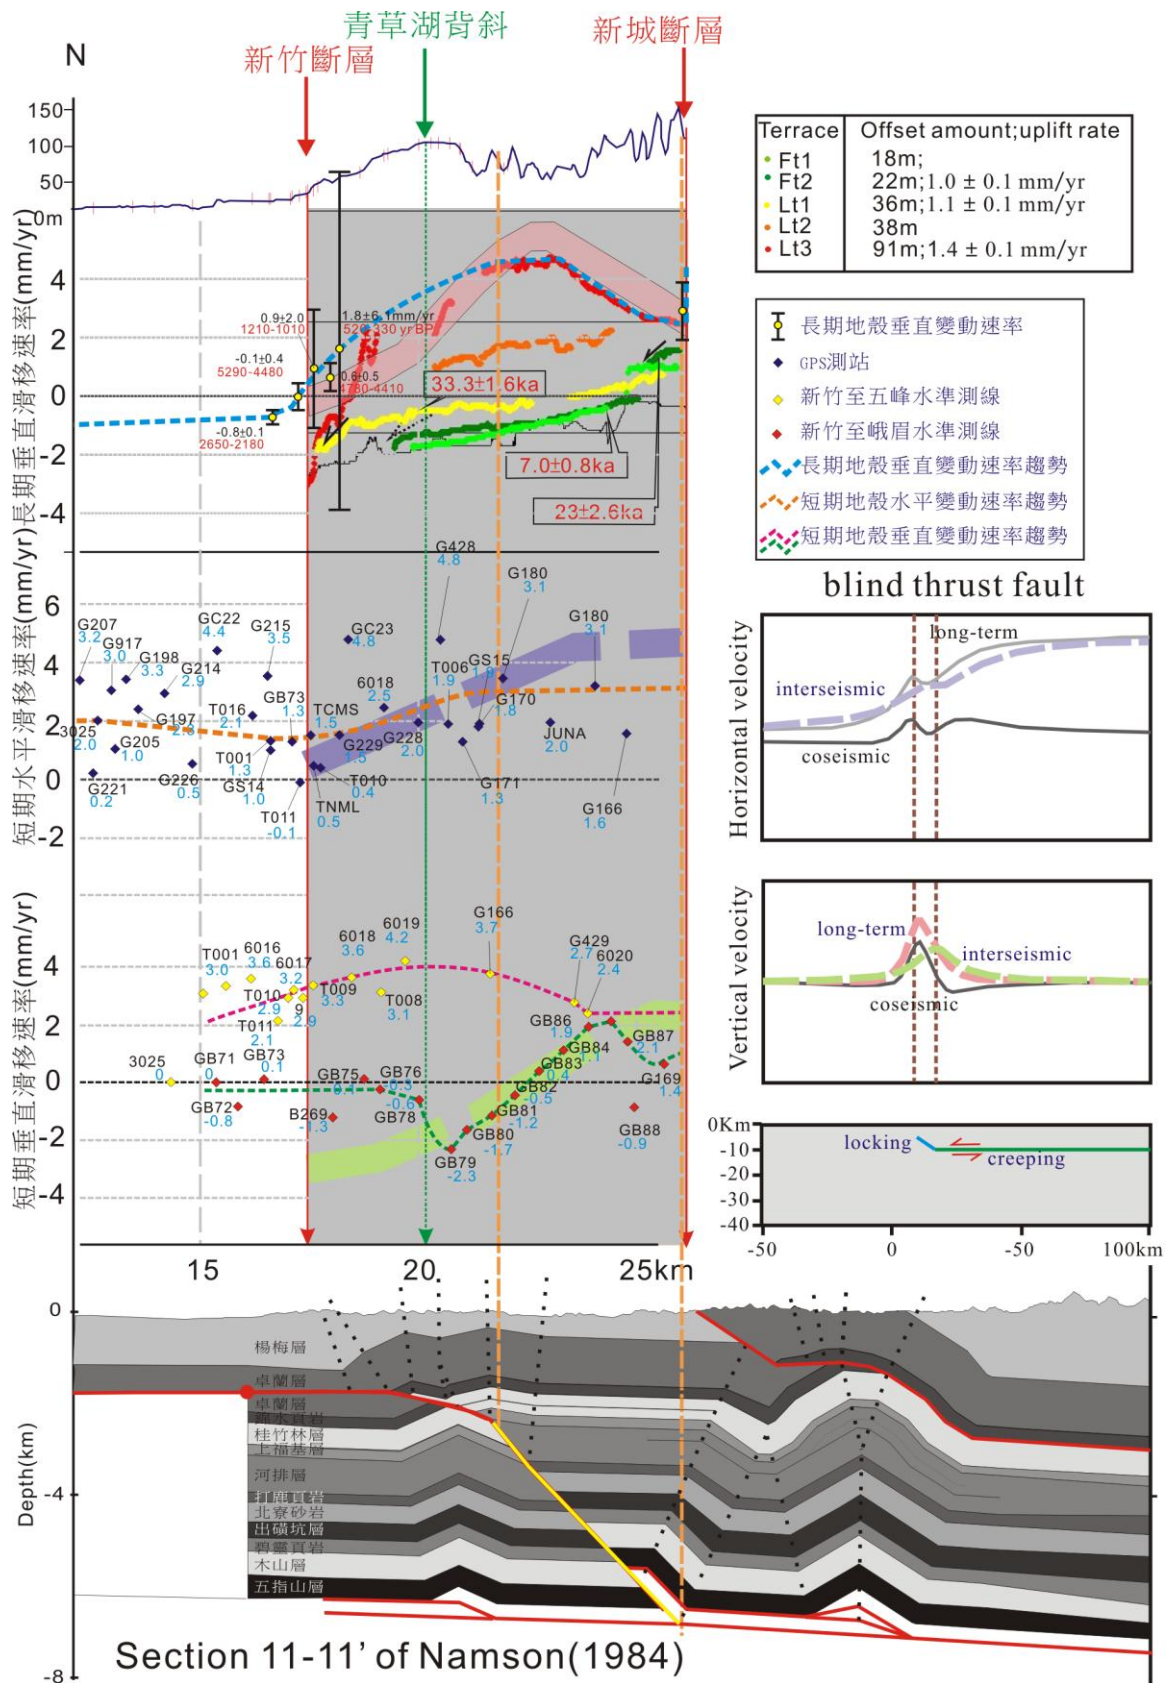 青草湖背斜
新城斷層
新竹斷層
N
150
100
50
0m
Terrace
Offset amount;uplift rate
Ft1
18m;
Ft2
22m;1.0 ± 0.1 mm/yr
Lt1
36m;1.1 ± 0.1 mm/yr
Lt2
38m
Lt3
91m;1.4 ± 0.1 mm/yr
長期垂直滑移速率(mm/yr)
4
2
0
-2
-4
0.9±2.0
1210-1010
1.8±6.1mm/yr
520-330 yr BP
-0.1±0.4
5290-4480
0.6±0.5
4780-4410
-0.8±0.1
2650-2180
33.3±1.6ka
7.0±0.8ka
23±2.6ka
長期地殼垂直變動速率
GPS測站
新竹至五峰水準測線
新竹至峨眉水準測線
長期地殼垂直變動速率趨勢
短期地殼水平變動速率趨勢
短期地殼垂直變動速率趨勢
短期水平滑移速率(mm/yr)
6
4
2
0
-2
G207
3.2
G917
3.0
G198
3.3
GC22
4.4
G215
3.5
G214
2.9
G197
2.3
3025
2.0
G205
1.0
G221
0.2
G226
0.5
T016
2.1
GB73
1.3
T001
1.3
GS14
1.0
T011
-0.1
TCMS
1.5
TNML
0.5
T010
0.4
G229
1.5
6018
2.5
GC23
4.8
G428
4.8
G228
2.0
T006
1.9
GS15
1.9
G180
3.1
G170
1.8
G171
1.3
JUNA
2.0
G180
3.1
G166
1.6
短期垂直滑移速率(mm/yr)
4
2
0
-2
-4
T001
3.0
6016
3.6
6017
3.2
T010
2.9
9
2.9
T011
2.1
T009
3.3
6018
3.6
6019
4.2
T008
3.1
G166
3.7
G429
2.7
6020
2.4
3025
0
GB71
0
GB73
0.1
GB72
-0.8
B269
-1.3
GB75
0.1
GB76
-0.3
GB78
-0.6
GB79
-2.3
GB80
-1.7
GB81
-1.2
GB82
-0.5
GB83
0.4
GB84
1.1
GB86
1.9
GB87
2.1
GB88
-0.9
G169
1.4
15
20
25km
blind thrust fault
Horizontal velocity
long-term
interseismic
coseismic
Vertical velocity
long-term
interseismic
coseismic
0Km
-10
-20
-30
-40
locking
creeping
-50
0
-50
100km
Depth(km)
0
-4
-8
楊梅層
卓蘭層
卓蘭層
錦水頁岩
桂竹林層
上福基層
河排層
打鹿頁岩
北寮砂岩
出磺坑層
碧靈頁岩
木山層
五指山層
Section 11-11' of Namson(1984)